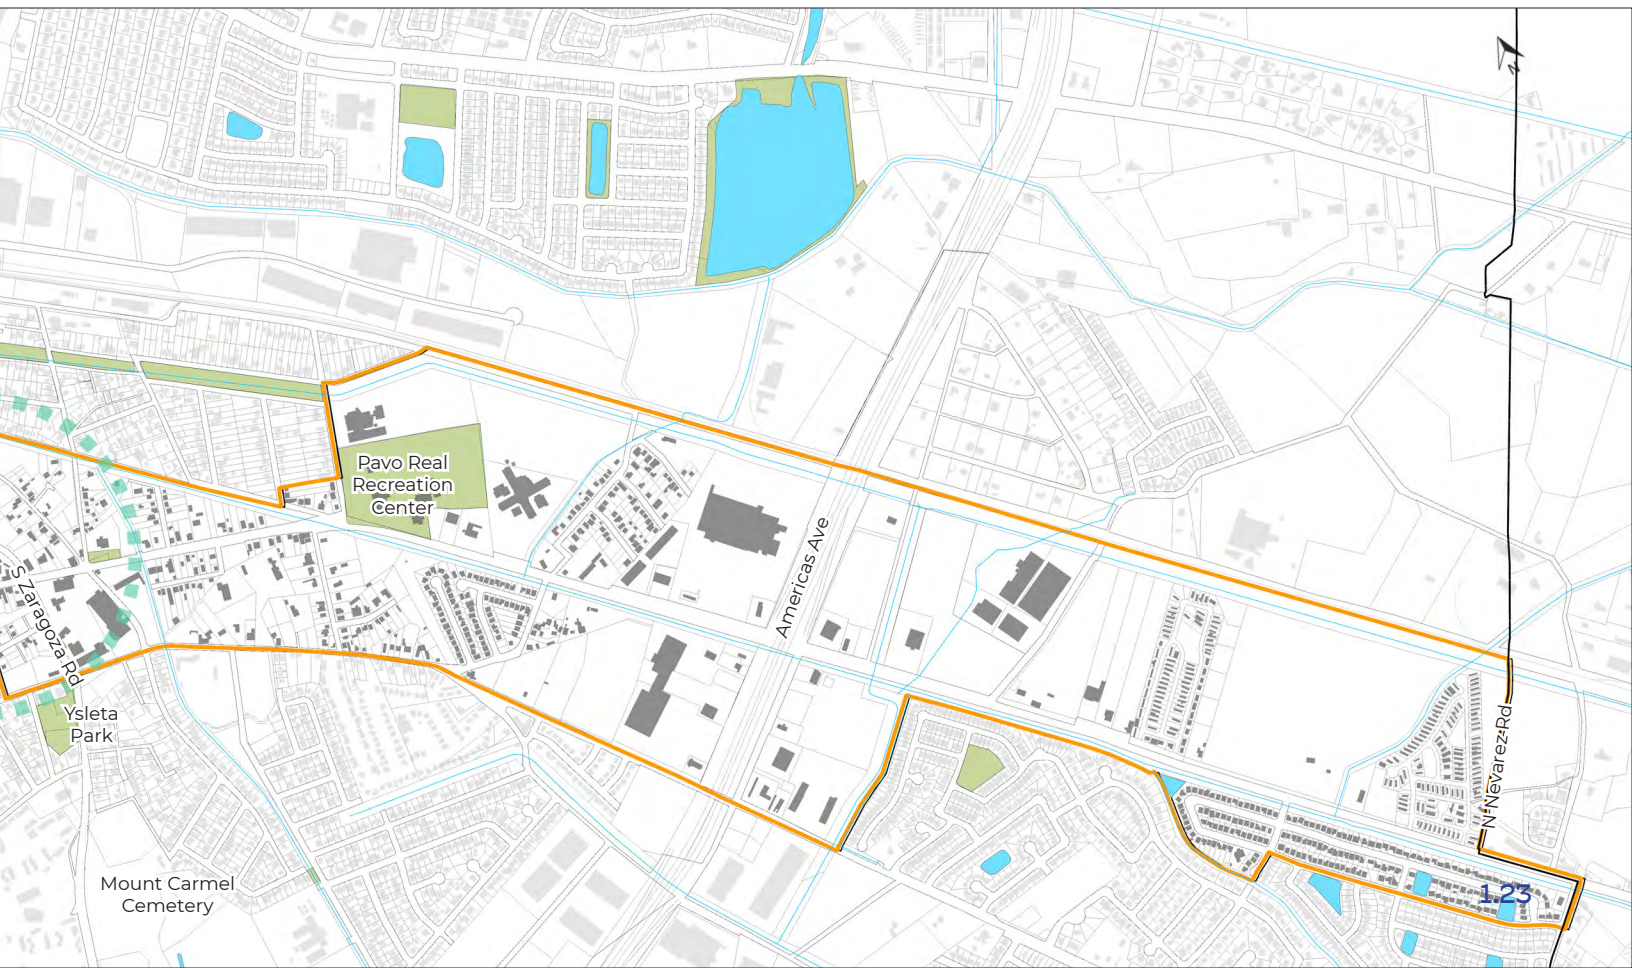 N
Pavo Real
Recreation
Center
Americas Ave
S Zaragoza Rd
Ysleta
Park
N Nevarez Rd
Mount Carmel
Cemetery
1.23